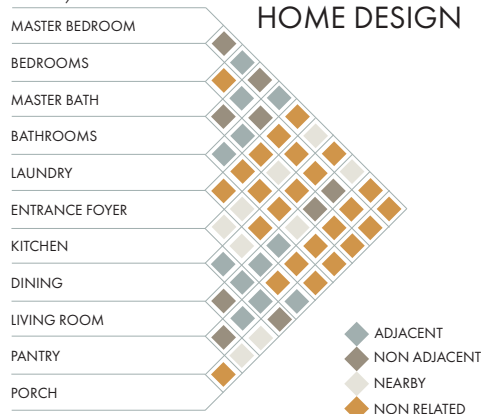 HOME DESIGN
MASTER BEDROOM
BEDROOMS
MASTER BATH
BATHROOMS
LAUNDRY
ENTRANCE FOYER
KITCHEN
DINING
LIVING ROOM
PANTRY
PORCH
ADJACENT
NON ADJACENT
NEARBY
NON RELATED